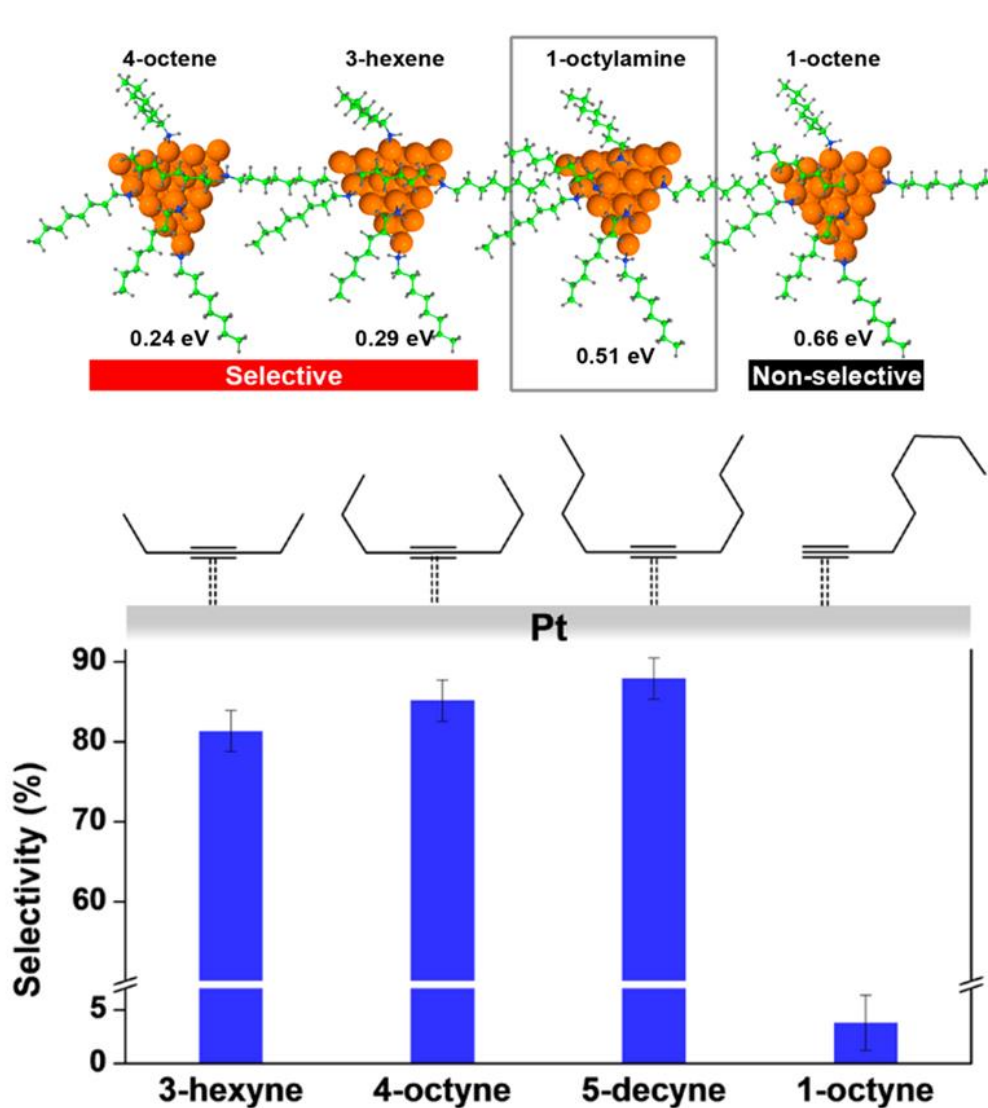 4-octene 3-hexene 1-octylamine 1-octene
0.24 eV 0.29 eV 0.51 eV 0.66 eV
Selective Non-selective
Pt
Selectivity (%)
90
80
70
60
5
0
3-hexyne 4-octyne 5-decyne 1-octyne